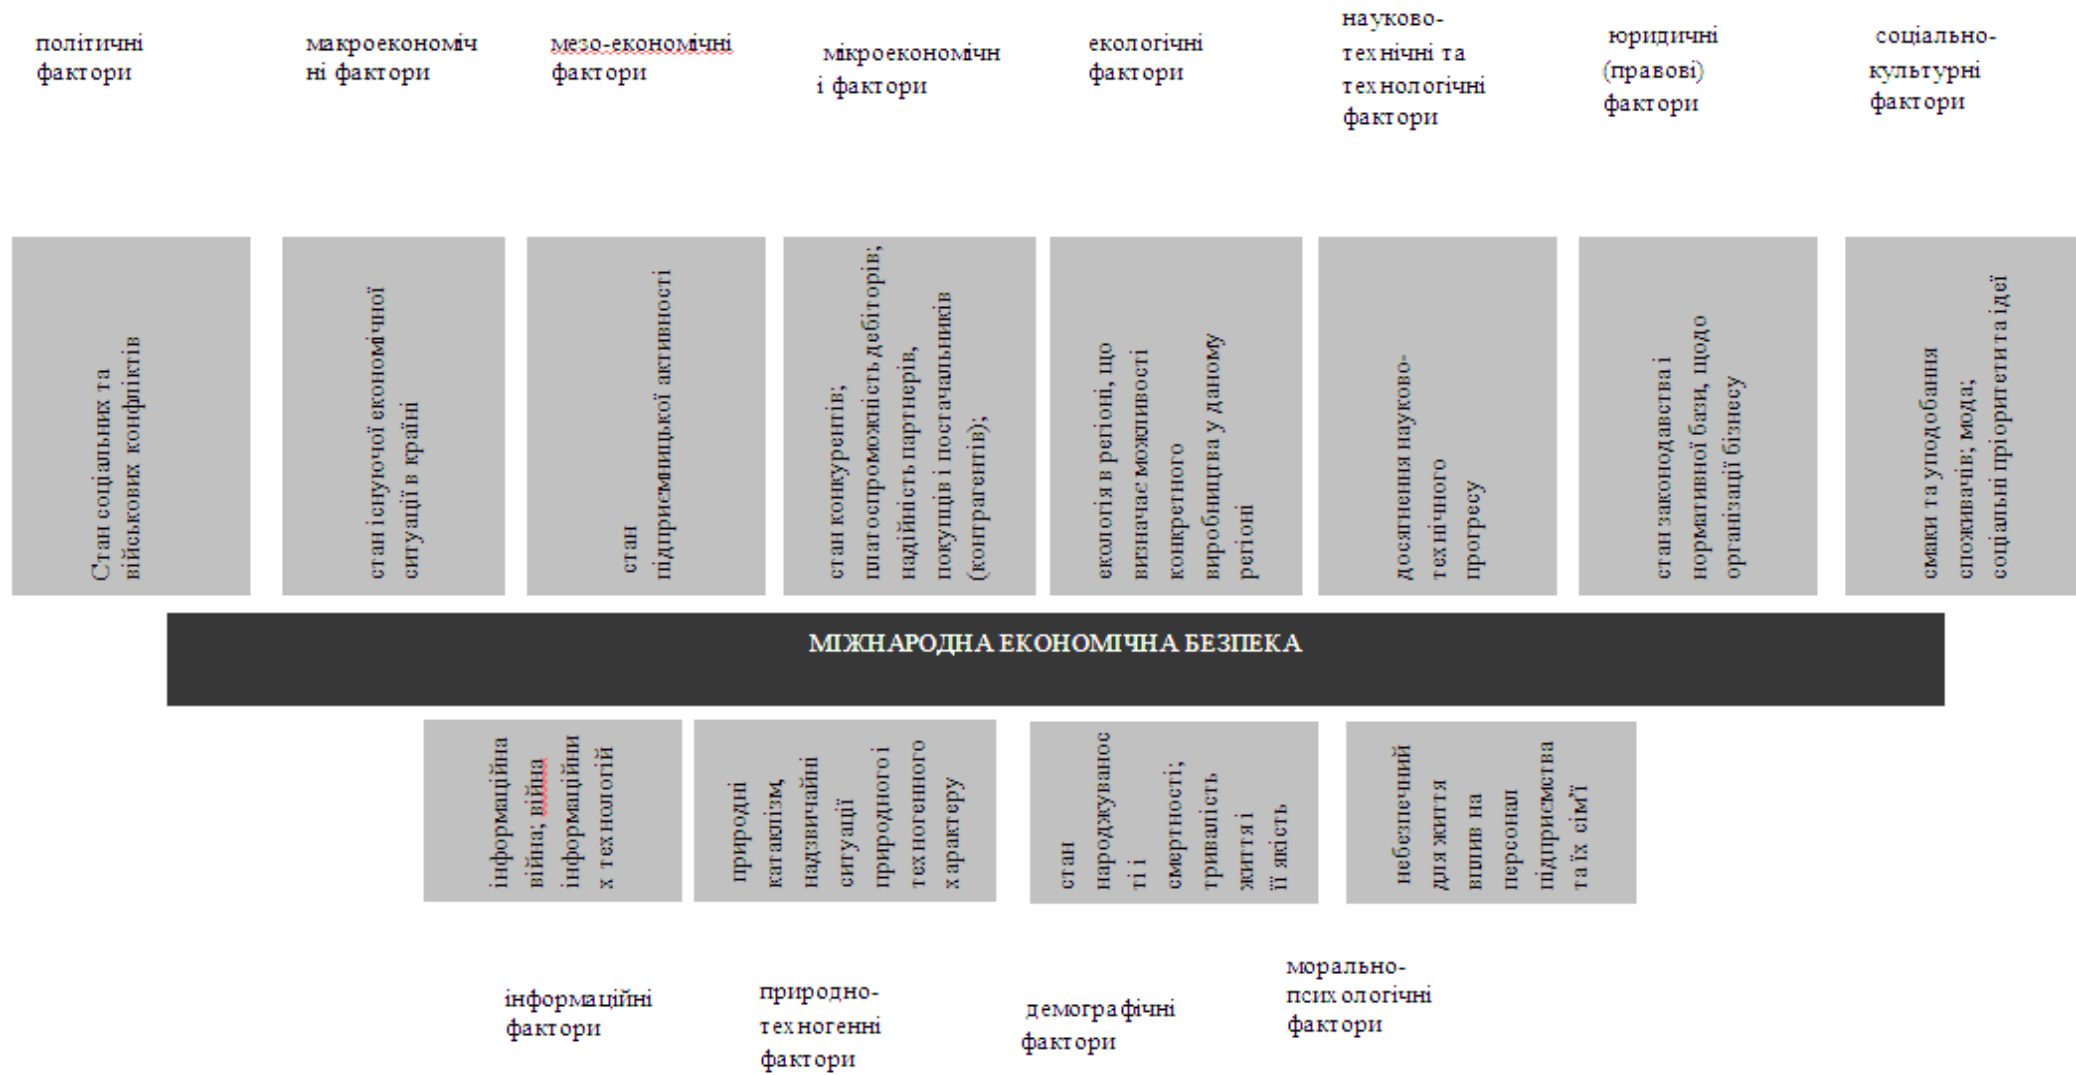 політичні
фактори
макроекономіч
ні фактори
мезо-економічні
фактори
мікроекономічн
і фактори
екологічні
фактори
науково-
технічні та
технологічні
фактори
юридичні
(правові)
фактори
соціально-
культурні
фактори
Стан соціальних та
військових конфліктів
стан існуючої економічної
ситуації в країні
стан
підприємницької активності
стан конкурентів;
платоспроможність дебіторів;
надійність партнерів,
покупців і постачальників
(контрагентів);
екологія в регіоні, що
визначає можливості
конкретного
виробництва у даному
регіоні
досягнення науково-
технічного
прогресу
стан законодавства і
нормативної бази, щодо
організації бізнесу
смаки та уподобання
споживачів; мода;
соціальні пріоритети та ідеї
МІЖНАРОДНА ЕКОНОМІЧНА БЕЗПЕКА
інформаційна
війна; війна
інформаційни
х технологій
природні
катаклізм,
надзвичайні
ситуації
природного і
техногенного
характеру
стан
народжуванос
ті і
смертності;
тривалість
життя і
її якість
небезпечний
для життя
вплив на
персонал
підприємства
та їх сім'ї
інформаційні
фактори
природно-
техногенні
фактори
демографічні
фактори
морально-
психологічні
фактори